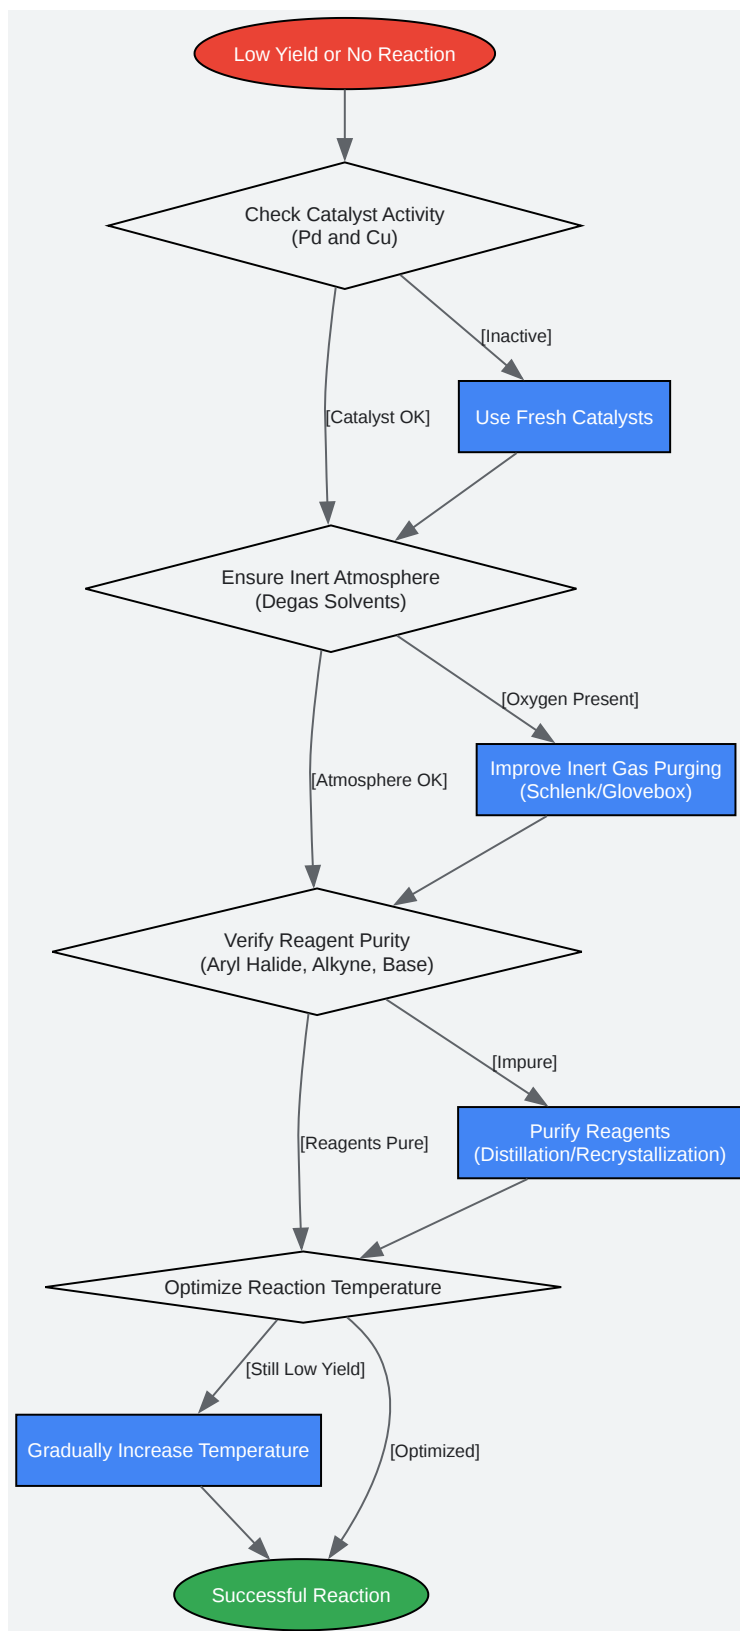 Low Yield or No Reaction
Check Catalyst Activity
(Pd and Cu)
[Inactive]
[Catalyst OK]
Use Fresh Catalysts
Ensure Inert Atmosphere
(Degas Solvents)
[Oxygen Present]
[Atmosphere OK]
Improve Inert Gas Purging
(Schlenk/Glovebox)
Verify Reagent Purity
(Aryl Halide, Alkyne, Base)
[Impure]
[Reagents Pure]
Purify Reagents
(Distillation/Recrystallization)
Optimize Reaction Temperature
[Still Low Yield]
Gradually Increase Temperature
[Optimized]
Successful Reaction